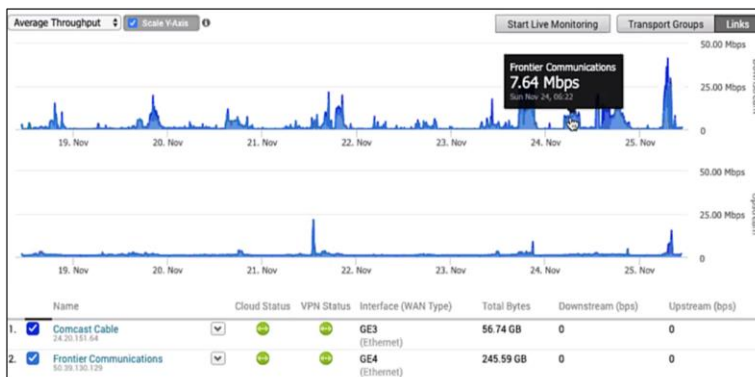 Average Throughput
Scale Y-Axis
Start Live Monitoring
Transport Groups
Links
50.00 Mbps
Frontier Communications
7.64 Mbps
Sun Nov 24, 06:22
25.00 Mbps
0
19. Nov 20. Nov 21. Nov 22. Nov 23. Nov 24. Nov 25. Nov
50.00 Mbps
25.00 Mbps
0
19. Nov 20. Nov 21. Nov 22. Nov 23. Nov 24. Nov 25. Nov
Name Cloud Status VPN Status Interface (WAN Type) Total Bytes Downstream (bps) Upstream (bps)
1. Comcast Cable GE3 56.74 GB 0 0
24.20.151.64 (Ethernet)
2. Frontier Communications GE4 245.59 GB 0 0
50.39.130.129 (Ethernet)